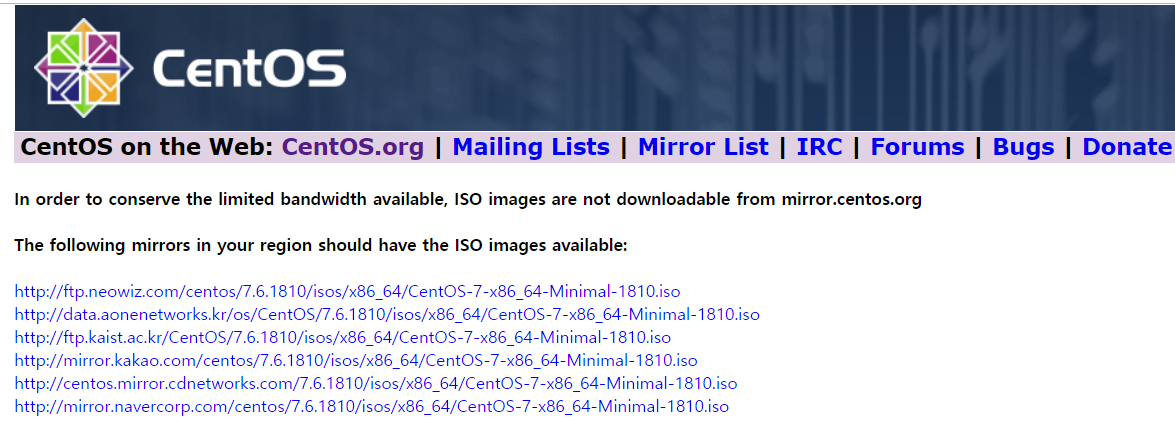 CentOS
CentOS on the Web: CentOS.org | Mailing Lists | Mirror List | IRC | Forums | Bugs | Donate
In order to conserve the limited bandwidth available, ISO images are not downloadable from mirror.centos.org
The following mirrors in your region should have the ISO images available:
http://ftp.neowiz.com/centos/7.6.1810/isos/x86_64/CentOS-7-x86_64-Minimal-1810.iso
http://data.aonenetworks.kr/os/CentOS/7.6.1810/isos/x86_64/CentOS-7-x86_64-Minimal-1810.iso
http://ftp.kaist.ac.kr/CentOS/7.6.1810/isos/x86_64/CentOS-7-x86_64-Minimal-1810.iso
http://mirror.kakao.com/centos/7.6.1810/isos/x86_64/CentOS-7-x86_64-Minimal-1810.iso
http://centos.mirror.cdnetworks.com/7.6.1810/isos/x86_64/CentOS-7-x86_64-Minimal-1810.iso
http://mirror.navercorp.com/centos/7.6.1810/isos/x86_64/CentOS-7-x86_64-Minimal-1810.iso